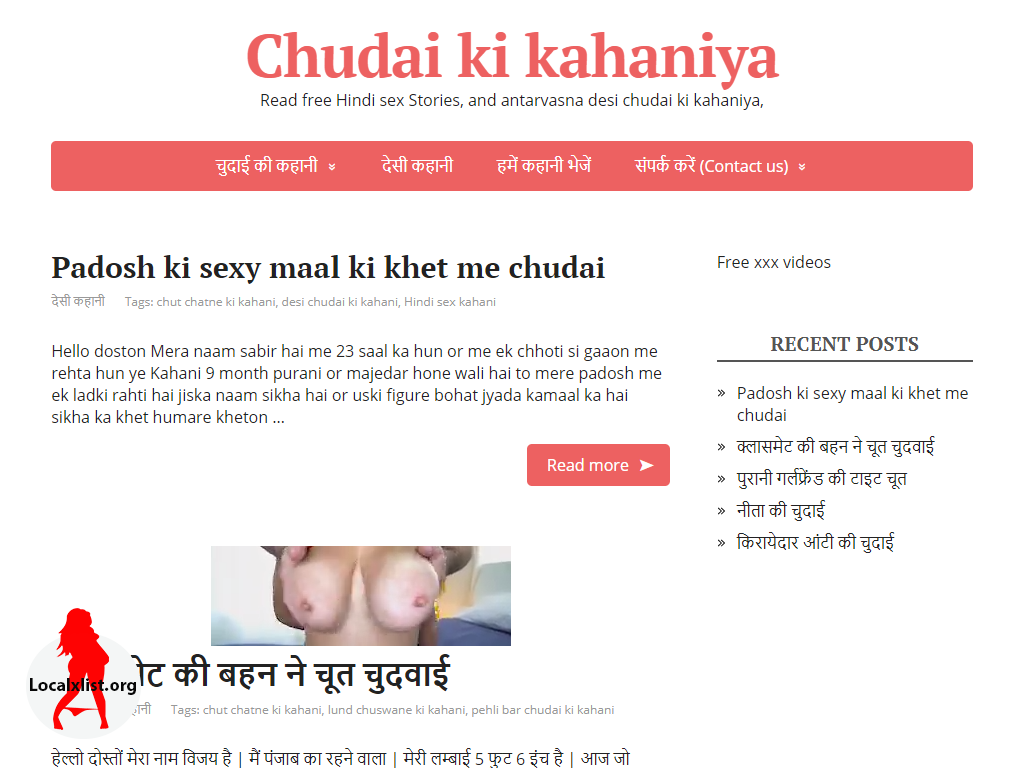 Chudai ki kahaniya
Read free Hindi sex Stories, and antarvasna desi chudai ki kahaniya,
चुदाई की कहानी
देसी कहानी
हमें कहानी भेजें
संपर्क करें (Contact us)
Padosh ki sexy maal ki khet me chudai
देसी कहानी Tags: chut chatne ki kahani, desi chudai ki kahani, Hindi sex kahani
Hello doston Mera naam sabir hai me 23 saal ka hun or me ek chhoti si gaaon me
rehta hun ye Kahani 9 month purani or majedar hone wali hai to mere padosh me
ek ladki rahti hai jiska naam sikha hai or uski figure bohat jyada kamaal ka hai
sikha ka khet humare kheton ...
Read more
Free xxx videos
RECENT POSTS
» Padosh ki sexy maal ki khet me
chudai
» क्लासमेट की बहन ने चूत चुदवाई
» पुरानी गर्लफ्रेंड की टाइट चूत
» नीता की चुदाई
» किरायेदार आंटी की चुदाई
की बहन ने चूत चुदवाई
Localxlist.org
Tags: chut chatne ki kahani, lund chuswane ki kahani, pehli bar chudai ki kahani
हेल्लो दोस्तों मेरा नाम विजय है | मैं पंजाब का रहने वाला | मेरी लम्बाई 5 फुट 6 इंच है | आज जो